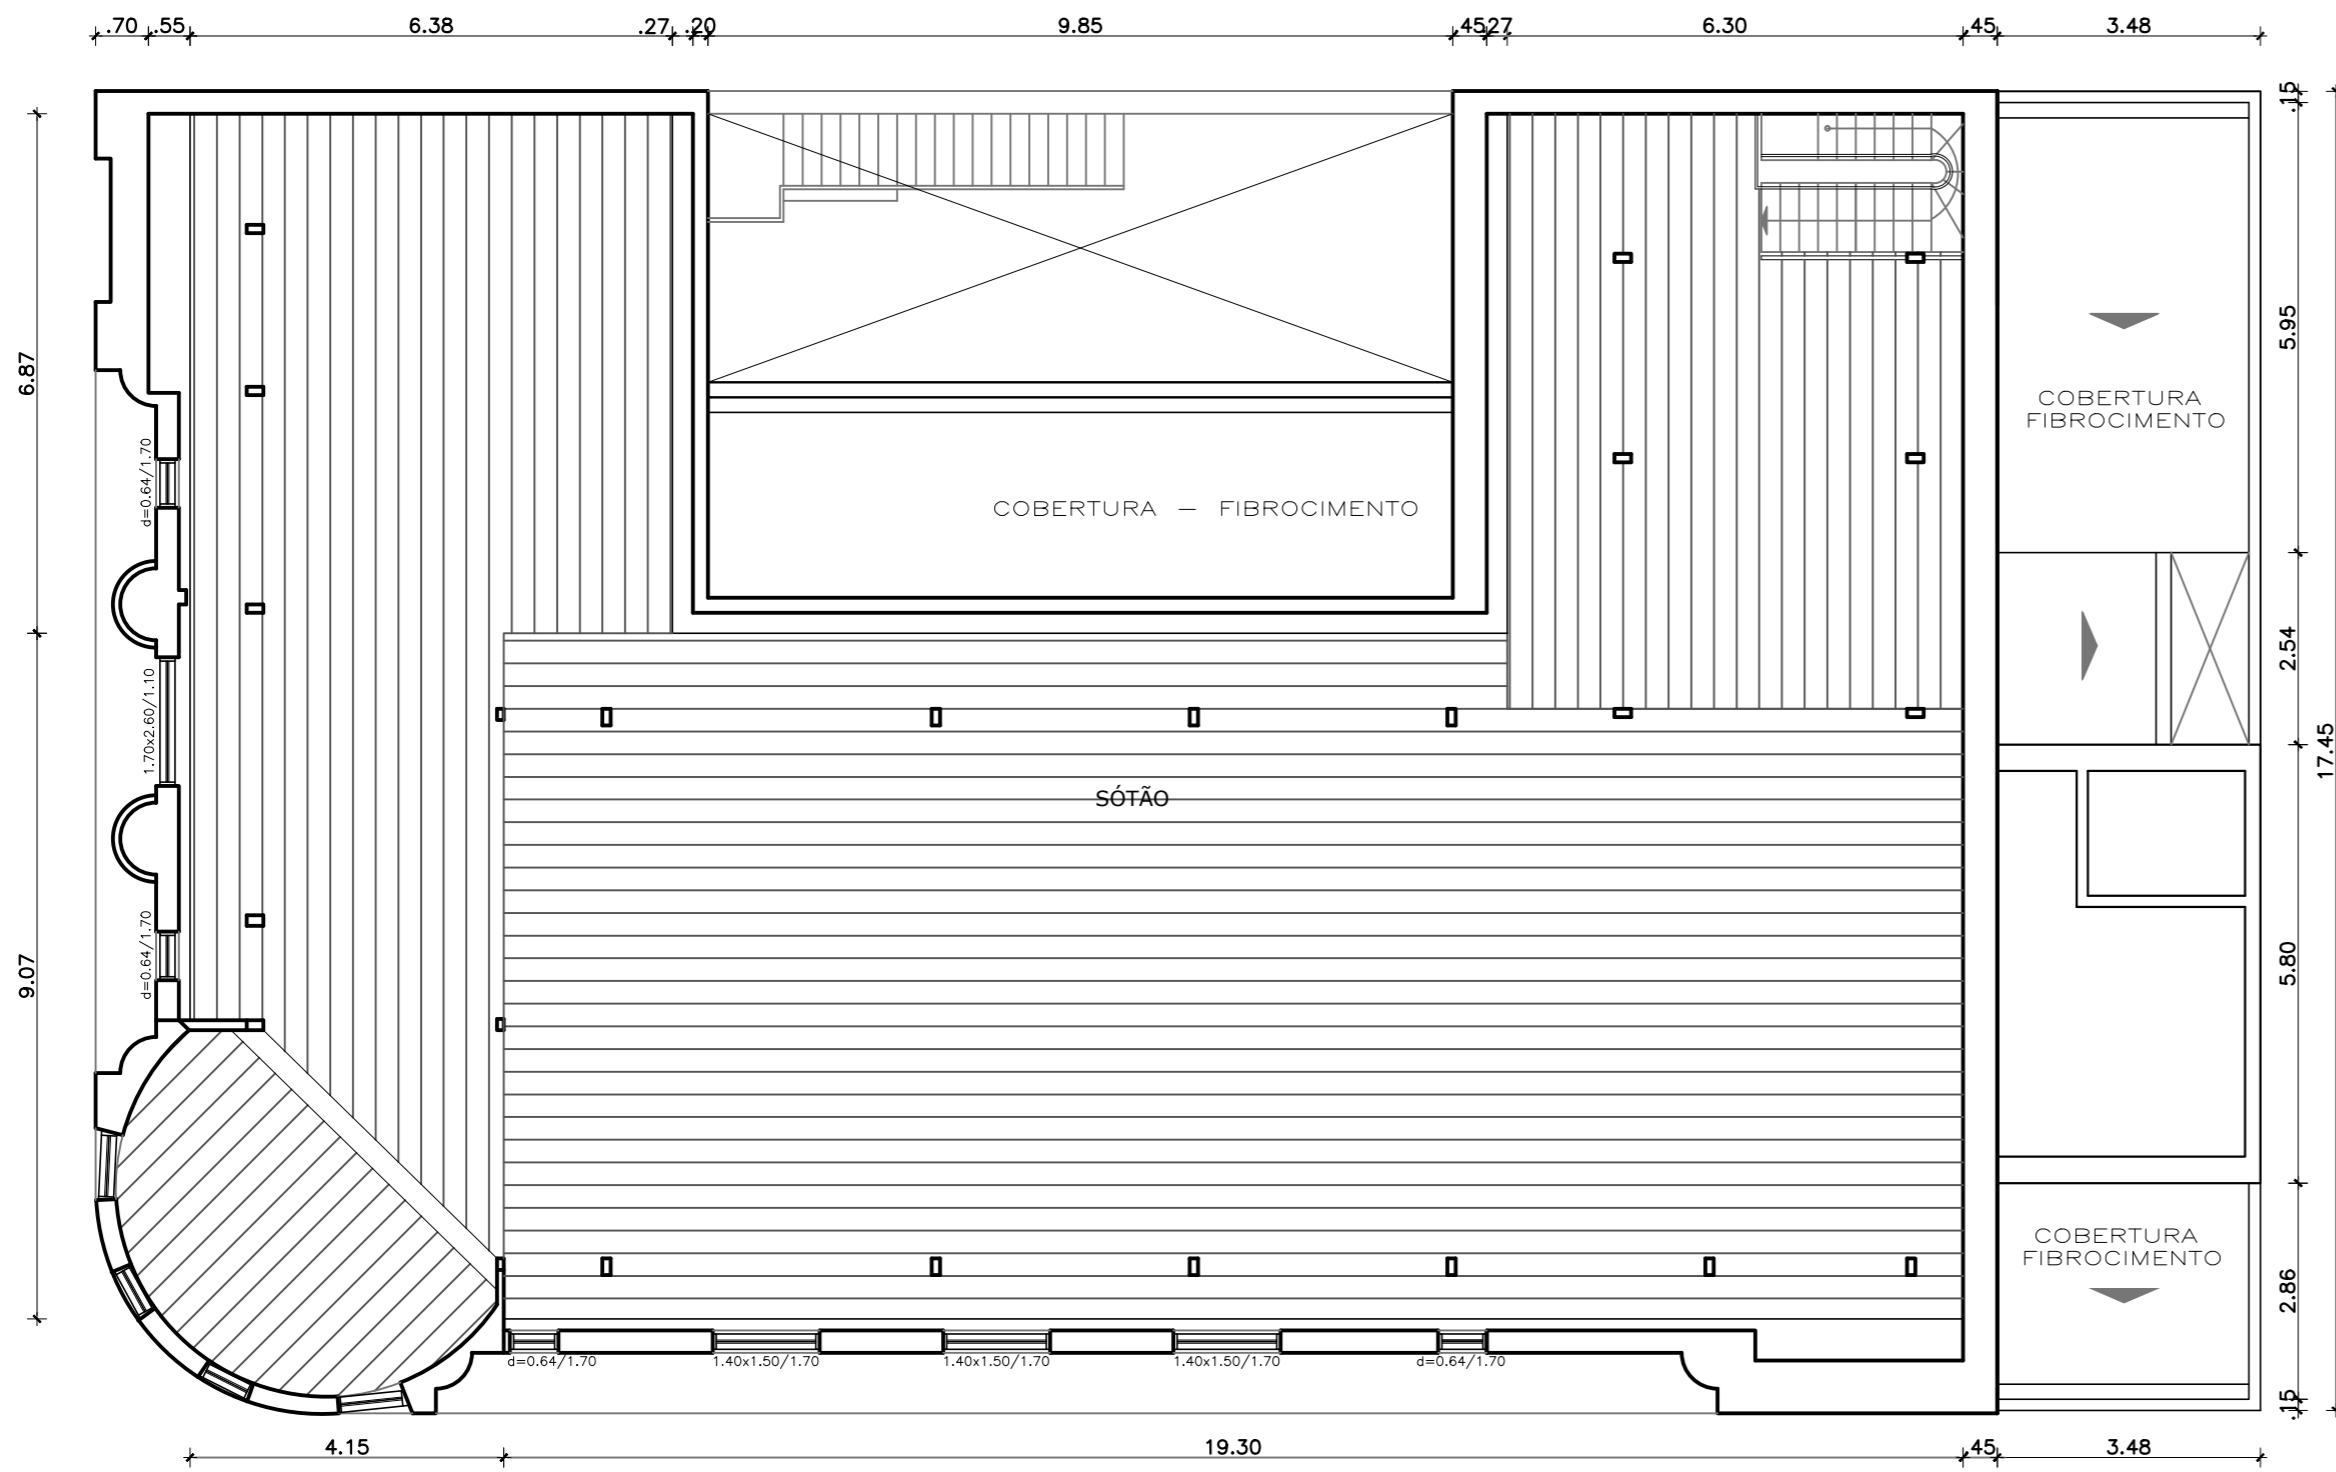 .70 .55 6.38 .27 .20 9.85 .45 .27 6.30 .45 3.48
.15
5.95
2.54
17.45
5.80
2.86
.15
6.87
9.07
COBERTURA
FIBROCIMENTO
COBERTURA – FIBROCIMENTO
d=0.64/1.70
1.70x2.60/1.10
d=0.64/1.70
SÓTÃO
COBERTURA
FIBROCIMENTO
d=0.64/1.70 1.40x1.50/1.70 1.40x1.50/1.70 1.40x1.50/1.70 d=0.64/1.70
4.15 19.30 .45 3.48